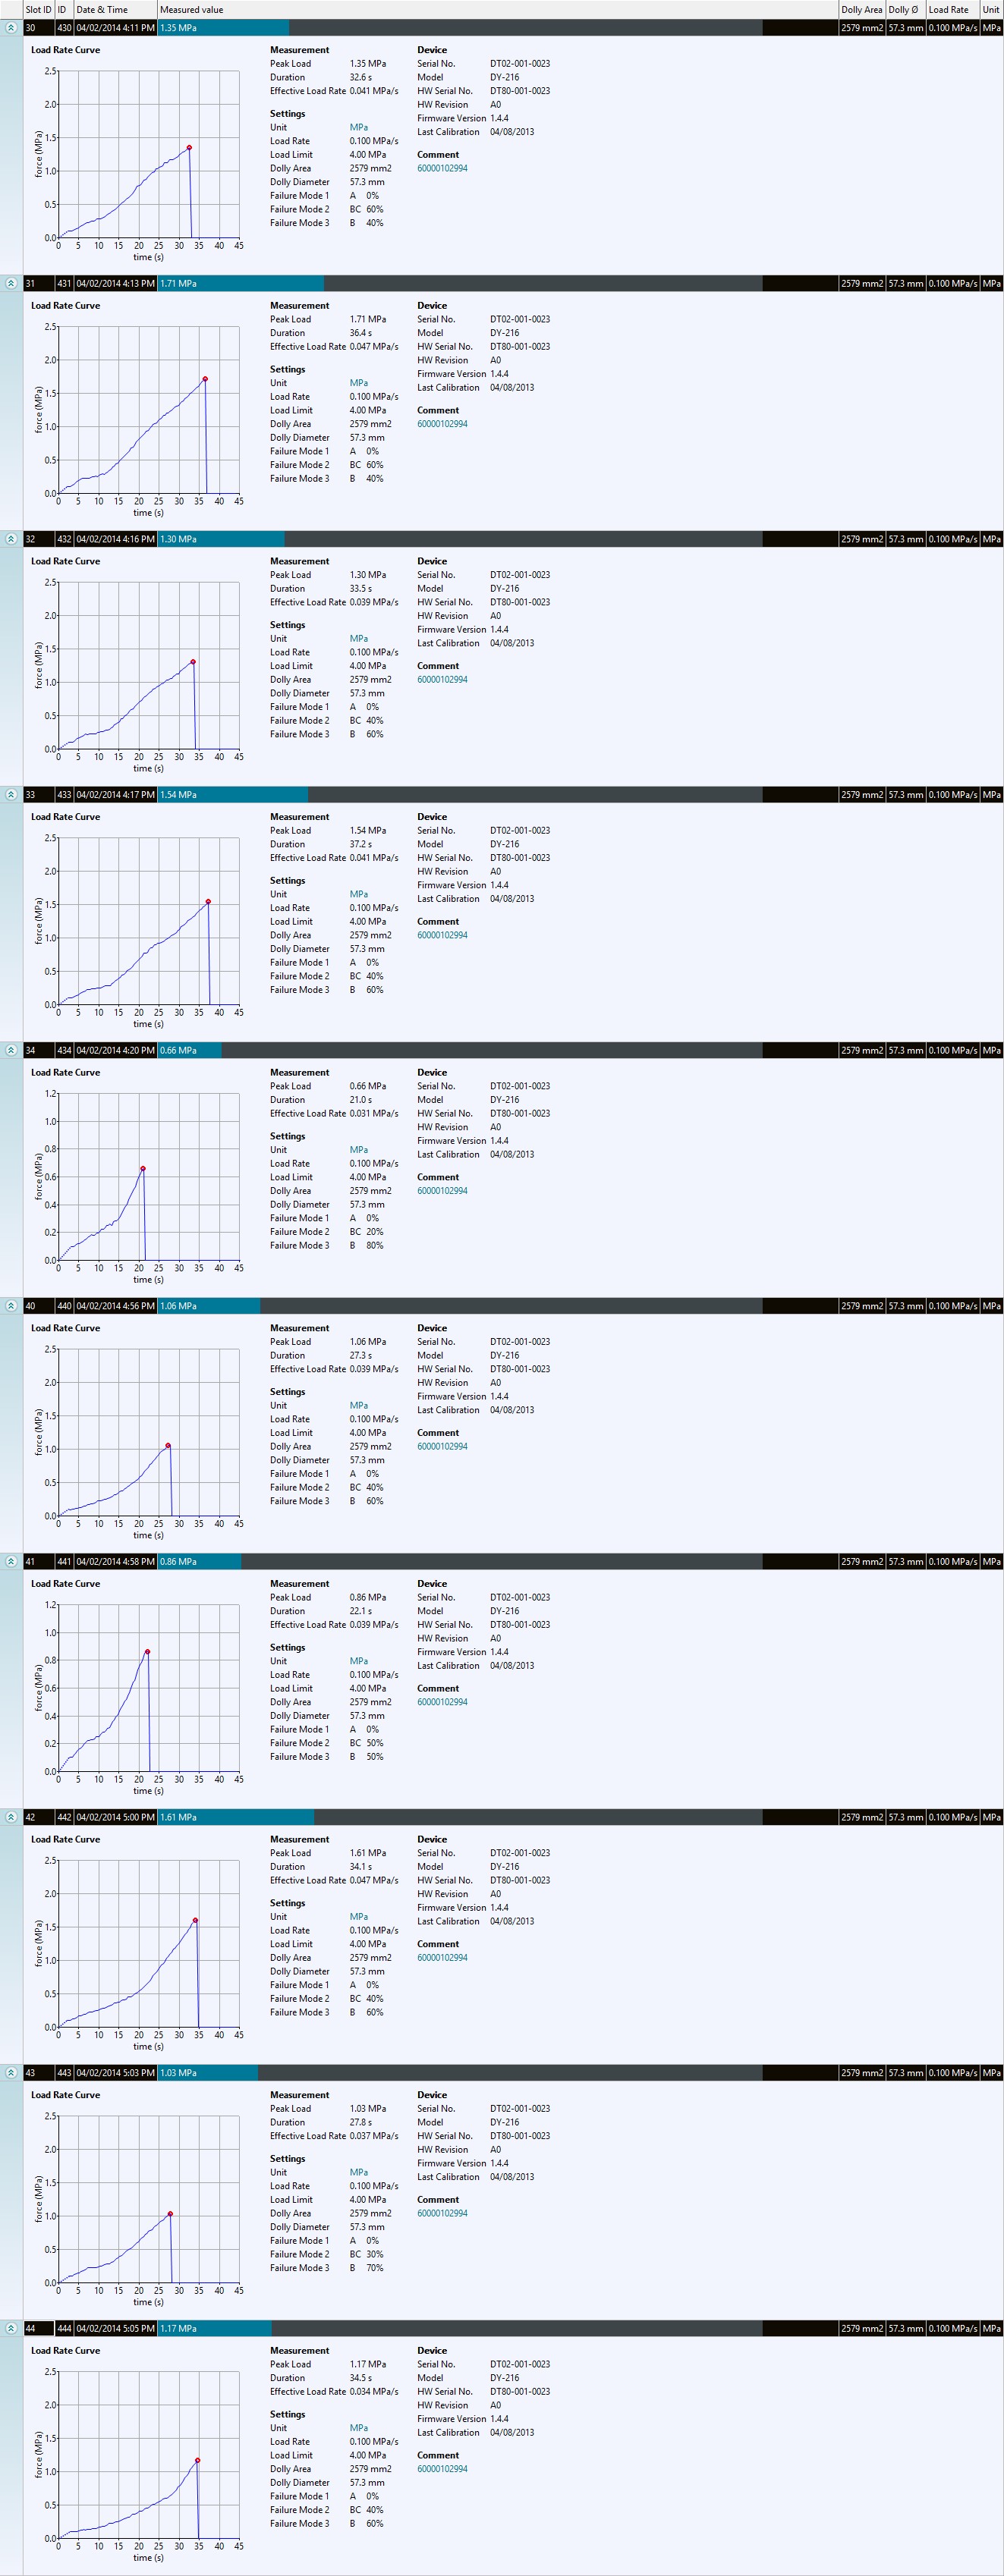 Slot ID ID Date & Time Measured value Dolly Area Dolly Ø Load Rate Unit
30 430 04/02/2014 4:11 PM 1.35 MPa 2579 mm2 57.3 mm 0.100 MPa/s MPa
Load Rate Curve
2.5
2.0
1.5
1.0
0.5
0.0
force (MPa)
0 5 10 15 20 25 30 35 40 45
time (s)
Measurement
Peak Load 1.35 MPa
Duration 32.6 s
Effective Load Rate 0.041 MPa/s
Settings
Unit MPa
Load Rate 0.100 MPa/s
Load Limit 4.00 MPa
Dolly Area 2579 mm2
Dolly Diameter 57.3 mm
Failure Mode 1 A 0%
Failure Mode 2 BC 60%
Failure Mode 3 B 40%
Device
Serial No. DT02-001-0023
Model DY-216
HW Serial No. DT80-001-0023
HW Revision A0
Firmware Version 1.4.4
Last Calibration 04/08/2013
Comment
60000102994
31 431 04/02/2014 4:13 PM 1.71 MPa 2579 mm2 57.3 mm 0.100 MPa/s MPa
Load Rate Curve
2.5
2.0
1.5
1.0
0.5
0.0
force (MPa)
0 5 10 15 20 25 30 35 40 45
time (s)
Measurement
Peak Load 1.71 MPa
Duration 36.4 s
Effective Load Rate 0.047 MPa/s
Settings
Unit MPa
Load Rate 0.100 MPa/s
Load Limit 4.00 MPa
Dolly Area 2579 mm2
Dolly Diameter 57.3 mm
Failure Mode 1 A 0%
Failure Mode 2 BC 60%
Failure Mode 3 B 40%
Device
Serial No. DT02-001-0023
Model DY-216
HW Serial No. DT80-001-0023
HW Revision A0
Firmware Version 1.4.4
Last Calibration 04/08/2013
Comment
60000102994
32 432 04/02/2014 4:16 PM 1.30 MPa 2579 mm2 57.3 mm 0.100 MPa/s MPa
Load Rate Curve
2.5
2.0
1.5
1.0
0.5
0.0
force (MPa)
0 5 10 15 20 25 30 35 40 45
time (s)
Measurement
Peak Load 1.30 MPa
Duration 33.5 s
Effective Load Rate 0.039 MPa/s
Settings
Unit MPa
Load Rate 0.100 MPa/s
Load Limit 4.00 MPa
Dolly Area 2579 mm2
Dolly Diameter 57.3 mm
Failure Mode 1 A 0%
Failure Mode 2 BC 40%
Failure Mode 3 B 60%
Device
Serial No. DT02-001-0023
Model DY-216
HW Serial No. DT80-001-0023
HW Revision A0
Firmware Version 1.4.4
Last Calibration 04/08/2013
Comment
60000102994
33 433 04/02/2014 4:17 PM 1.54 MPa 2579 mm2 57.3 mm 0.100 MPa/s MPa
Load Rate Curve
2.5
2.0
1.5
1.0
0.5
0.0
force (MPa)
0 5 10 15 20 25 30 35 40 45
time (s)
Measurement
Peak Load 1.54 MPa
Duration 37.2 s
Effective Load Rate 0.041 MPa/s
Settings
Unit MPa
Load Rate 0.100 MPa/s
Load Limit 4.00 MPa
Dolly Area 2579 mm2
Dolly Diameter 57.3 mm
Failure Mode 1 A 0%
Failure Mode 2 BC 40%
Failure Mode 3 B 60%
Device
Serial No. DT02-001-0023
Model DY-216
HW Serial No. DT80-001-0023
HW Revision A0
Firmware Version 1.4.4
Last Calibration 04/08/2013
Comment
60000102994
34 434 04/02/2014 4:20 PM 0.66 MPa 2579 mm2 57.3 mm 0.100 MPa/s MPa
Load Rate Curve
1.2
1.0
0.8
0.6
0.4
0.2
0.0
force (MPa)
0 5 10 15 20 25 30 35 40 45
time (s)
Measurement
Peak Load 0.66 MPa
Duration 21.0 s
Effective Load Rate 0.031 MPa/s
Settings
Unit MPa
Load Rate 0.100 MPa/s
Load Limit 4.00 MPa
Dolly Area 2579 mm2
Dolly Diameter 57.3 mm
Failure Mode 1 A 0%
Failure Mode 2 BC 20%
Failure Mode 3 B 80%
Device
Serial No. DT02-001-0023
Model DY-216
HW Serial No. DT80-001-0023
HW Revision A0
Firmware Version 1.4.4
Last Calibration 04/08/2013
Comment
60000102994
40 440 04/02/2014 4:56 PM 1.06 MPa 2579 mm2 57.3 mm 0.100 MPa/s MPa
Load Rate Curve
2.5
2.0
1.5
1.0
0.5
0.0
force (MPa)
0 5 10 15 20 25 30 35 40 45
time (s)
Measurement
Peak Load 1.06 MPa
Duration 27.3 s
Effective Load Rate 0.039 MPa/s
Settings
Unit MPa
Load Rate 0.100 MPa/s
Load Limit 4.00 MPa
Dolly Area 2579 mm2
Dolly Diameter 57.3 mm
Failure Mode 1 A 0%
Failure Mode 2 BC 40%
Failure Mode 3 B 60%
Device
Serial No. DT02-001-0023
Model DY-216
HW Serial No. DT80-001-0023
HW Revision A0
Firmware Version 1.4.4
Last Calibration 04/08/2013
Comment
60000102994
41 441 04/02/2014 4:58 PM 0.86 MPa 2579 mm2 57.3 mm 0.100 MPa/s MPa
Load Rate Curve
1.2
1.0
0.8
0.6
0.4
0.2
0.0
force (MPa)
0 5 10 15 20 25 30 35 40 45
time (s)
Measurement
Peak Load 0.86 MPa
Duration 22.1 s
Effective Load Rate 0.039 MPa/s
Settings
Unit MPa
Load Rate 0.100 MPa/s
Load Limit 4.00 MPa
Dolly Area 2579 mm2
Dolly Diameter 57.3 mm
Failure Mode 1 A 0%
Failure Mode 2 BC 50%
Failure Mode 3 B 50%
Device
Serial No. DT02-001-0023
Model DY-216
HW Serial No. DT80-001-0023
HW Revision A0
Firmware Version 1.4.4
Last Calibration 04/08/2013
Comment
60000102994
42 442 04/02/2014 5:00 PM 1.61 MPa 2579 mm2 57.3 mm 0.100 MPa/s MPa
Load Rate Curve
2.5
2.0
1.5
1.0
0.5
0.0
force (MPa)
0 5 10 15 20 25 30 35 40 45
time (s)
Measurement
Peak Load 1.61 MPa
Duration 34.1 s
Effective Load Rate 0.047 MPa/s
Settings
Unit MPa
Load Rate 0.100 MPa/s
Load Limit 4.00 MPa
Dolly Area 2579 mm2
Dolly Diameter 57.3 mm
Failure Mode 1 A 0%
Failure Mode 2 BC 40%
Failure Mode 3 B 60%
Device
Serial No. DT02-001-0023
Model DY-216
HW Serial No. DT80-001-0023
HW Revision A0
Firmware Version 1.4.4
Last Calibration 04/08/2013
Comment
60000102994
43 443 04/02/2014 5:03 PM 1.03 MPa 2579 mm2 57.3 mm 0.100 MPa/s MPa
Load Rate Curve
2.5
2.0
1.5
1.0
0.5
0.0
force (MPa)
0 5 10 15 20 25 30 35 40 45
time (s)
Measurement
Peak Load 1.03 MPa
Duration 27.8 s
Effective Load Rate 0.037 MPa/s
Settings
Unit MPa
Load Rate 0.100 MPa/s
Load Limit 4.00 MPa
Dolly Area 2579 mm2
Dolly Diameter 57.3 mm
Failure Mode 1 A 0%
Failure Mode 2 BC 30%
Failure Mode 3 B 70%
Device
Serial No. DT02-001-0023
Model DY-216
HW Serial No. DT80-001-0023
HW Revision A0
Firmware Version 1.4.4
Last Calibration 04/08/2013
Comment
60000102994
44 444 04/02/2014 5:05 PM 1.17 MPa 2579 mm2 57.3 mm 0.100 MPa/s MPa
Load Rate Curve
2.5
2.0
1.5
1.0
0.5
0.0
force (MPa)
0 5 10 15 20 25 30 35 40 45
time (s)
Measurement
Peak Load 1.17 MPa
Duration 34.5 s
Effective Load Rate 0.034 MPa/s
Settings
Unit MPa
Load Rate 0.100 MPa/s
Load Limit 4.00 MPa
Dolly Area 2579 mm2
Dolly Diameter 57.3 mm
Failure Mode 1 A 0%
Failure Mode 2 BC 40%
Failure Mode 3 B 60%
Device
Serial No. DT02-001-0023
Model DY-216
HW Serial No. DT80-001-0023
HW Revision A0
Firmware Version 1.4.4
Last Calibration 04/08/2013
Comment
60000102994